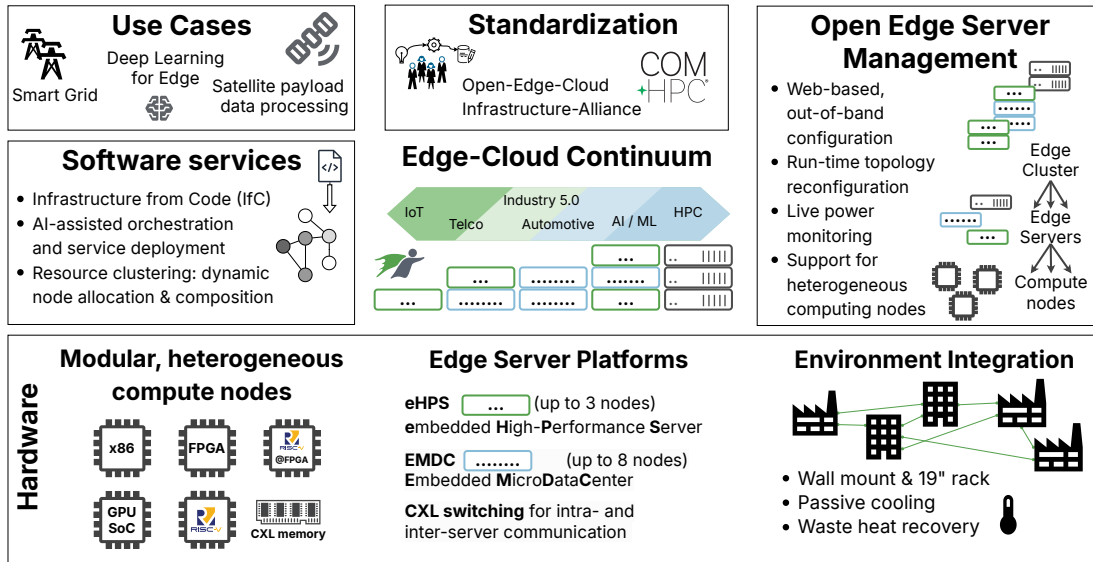 Use Cases
Smart Grid
Deep Learning
for Edge
Satellite payload
data processing
Standardization
Open-Edge-Cloud
Infrastructure-Alliance
COM
HPC
Open Edge Server
Management
• Web-based,
out-of-band
configuration
• Run-time topology
reconfiguration
• Live power
monitoring
• Support for
heterogeneous
computing nodes
Edge
Cluster
Edge
Servers
Compute
nodes
Software services
</>
• Infrastructure from Code (IfC)
• AI-assisted orchestration
and service deployment
• Resource clustering: dynamic
node allocation & composition
Edge-Cloud Continuum
IoT
Telco
Industry 5.0
Automotive
AI / ML
HPC
Hardware
Modular, heterogeneous
compute nodes
x86
FPGA
RISC-V
@FPGA
GPU
SoC
RISC-V
CXL memory
Edge Server Platforms
eHPS ... (up to 3 nodes)
embedded High-Performance Server
EMDC ........ (up to 8 nodes)
Embedded MicroDataCenter
CXL switching for intra- and
inter-server communication
Environment Integration
• Wall mount & 19" rack
• Passive cooling
• Waste heat recovery